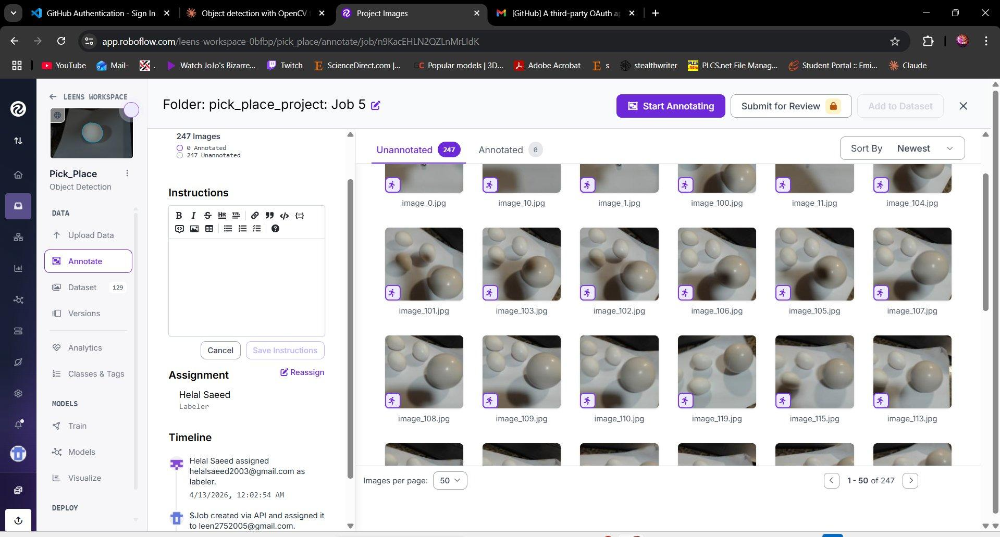 GitHub Authentication - Sign In
Object detection with OpenCV
Project Images
[GitHub] A third-party OAuth a
app.roboflow.com/leens-workspace-0bfbp/pick_place/annotate/job/n9KacEHLN2QZLnMrLIdK
YouTube
Mail-
.
Watch JoJo's Bizarre...
Twitch
ScienceDirect.com |...
GC Popular models | 3D...
Adobe Acrobat
s
stealthwriter
PLCS.net File Manag...
Student Portal :: Emi...
Claude
LEENS WORKSPACE
Pick_Place
Object Detection
DATA
Upload Data
Annotate
Dataset 129
Versions
Analytics
Classes & Tags
MODELS
Train
Models
Visualize
DEPLOY
Folder: pick_place_project: Job 5
Start Annotating
Submit for Review
Add to Dataset
247 Images
0 Annotated
247 Unannotated
Instructions
B I S HR TITL
Cancel
Save Instructions
Assignment
Reassign
Helal Saeed
Labeler
Timeline
Helal Saeed assigned
helalsaeed2003@gmail.com as
labeler.
4/13/2026, 12:02:54 AM
$Job created via API and assigned it
to leen2752005@gmail.com.
Unannotated 247
Annotated 0
Sort By Newest
image_0.jpg
image_10.jpg
image_1.jpg
image_100.jpg
image_11.jpg
image_104.jpg
image_101.jpg
image_103.jpg
image_102.jpg
image_106.jpg
image_105.jpg
image_107.jpg
image_108.jpg
image_109.jpg
image_110.jpg
image_119.jpg
image_115.jpg
image_113.jpg
Images per page: 50
1 - 50 of 247